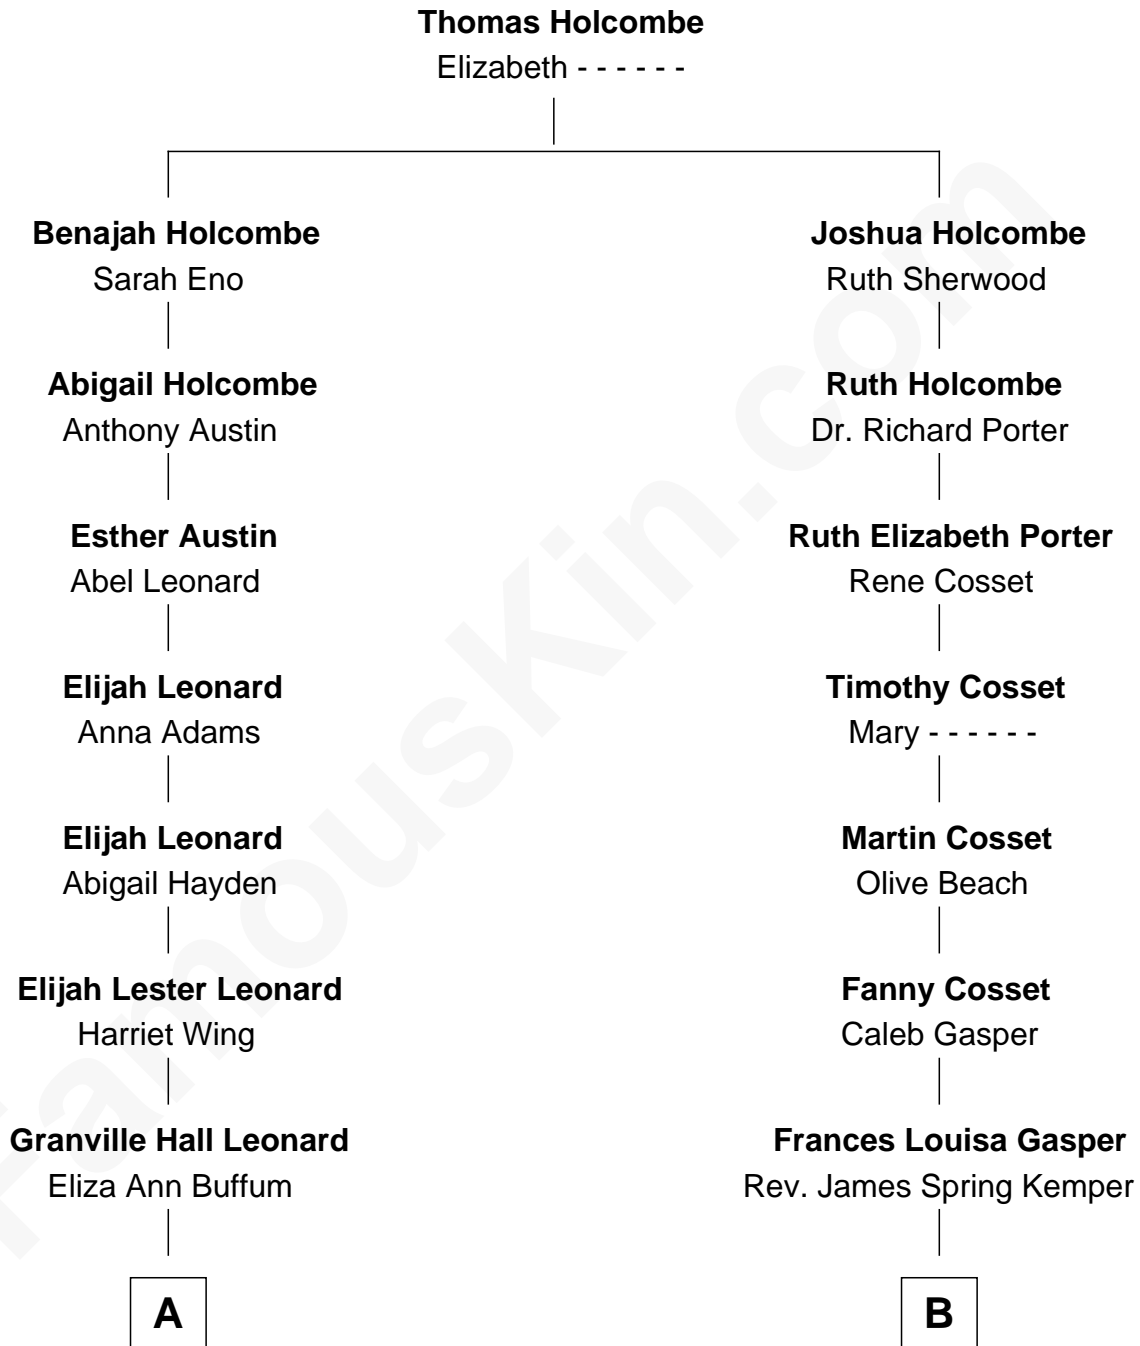 Thomas Holcombe
Elizabeth - - - - - -
Benajah Holcombe
Sarah Eno
Joshua Holcombe
Ruth Sherwood
Abigail Holcombe
Anthony Austin
Ruth Holcombe
Dr. Richard Porter
Esther Austin
Abel Leonard
Ruth Elizabeth Porter
Rene Cosset
Elijah Leonard
Anna Adams
Timothy Cosset
Mary - - - - - -
Elijah Leonard
Abigail Hayden
Martin Cosset
Olive Beach
Elijah Lester Leonard
Harriet Wing
Fanny Cosset
Caleb Gasper
Granville Hall Leonard
Eliza Ann Buffum
Frances Louisa Gasper
Rev. James Spring Kemper
A
B
FamousKin.com